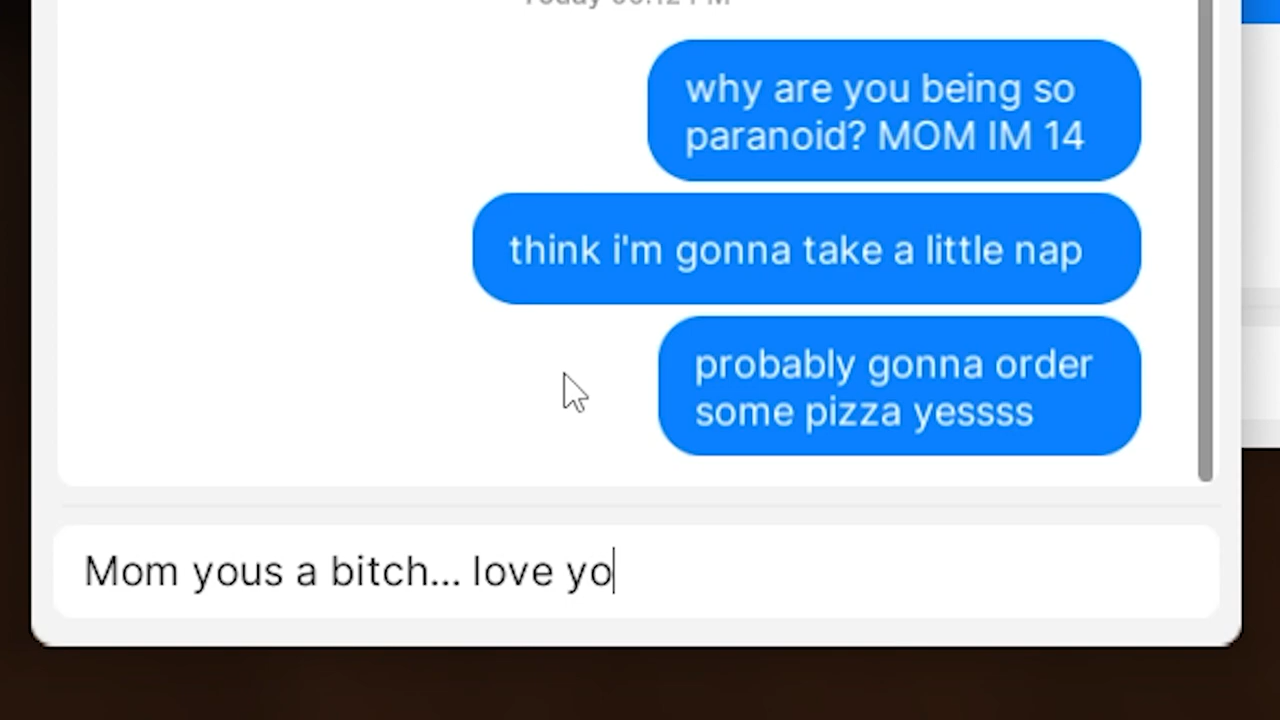 why are you being so
paranoid? MOM IM 14
think i'm gonna take a little nap
probably gonna order
some pizza yessss
Mom yous a bitch... love yo